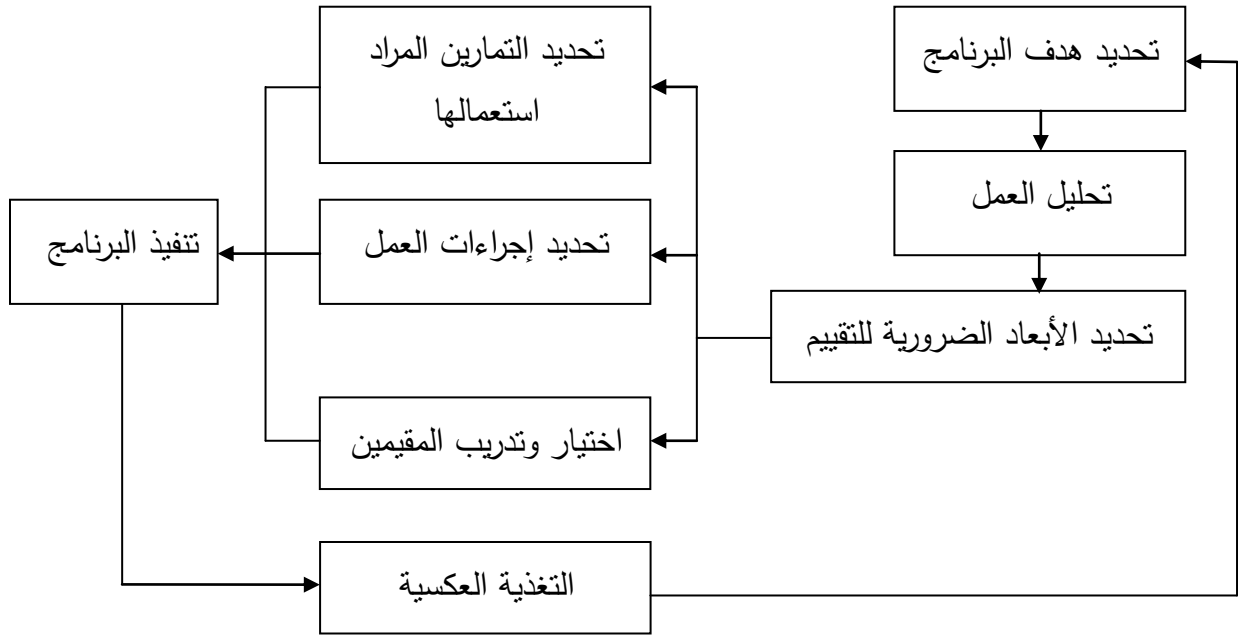 تحديد هدف البرنامج
تحليل العمل
تحديد الأبعاد الضرورية للتقييم
تحديد التمارين المراد
استعمالها
تحديد إجراءات العمل
اختيار وتدريب المقيمين
تنفيذ البرنامج
التغذية العكسية